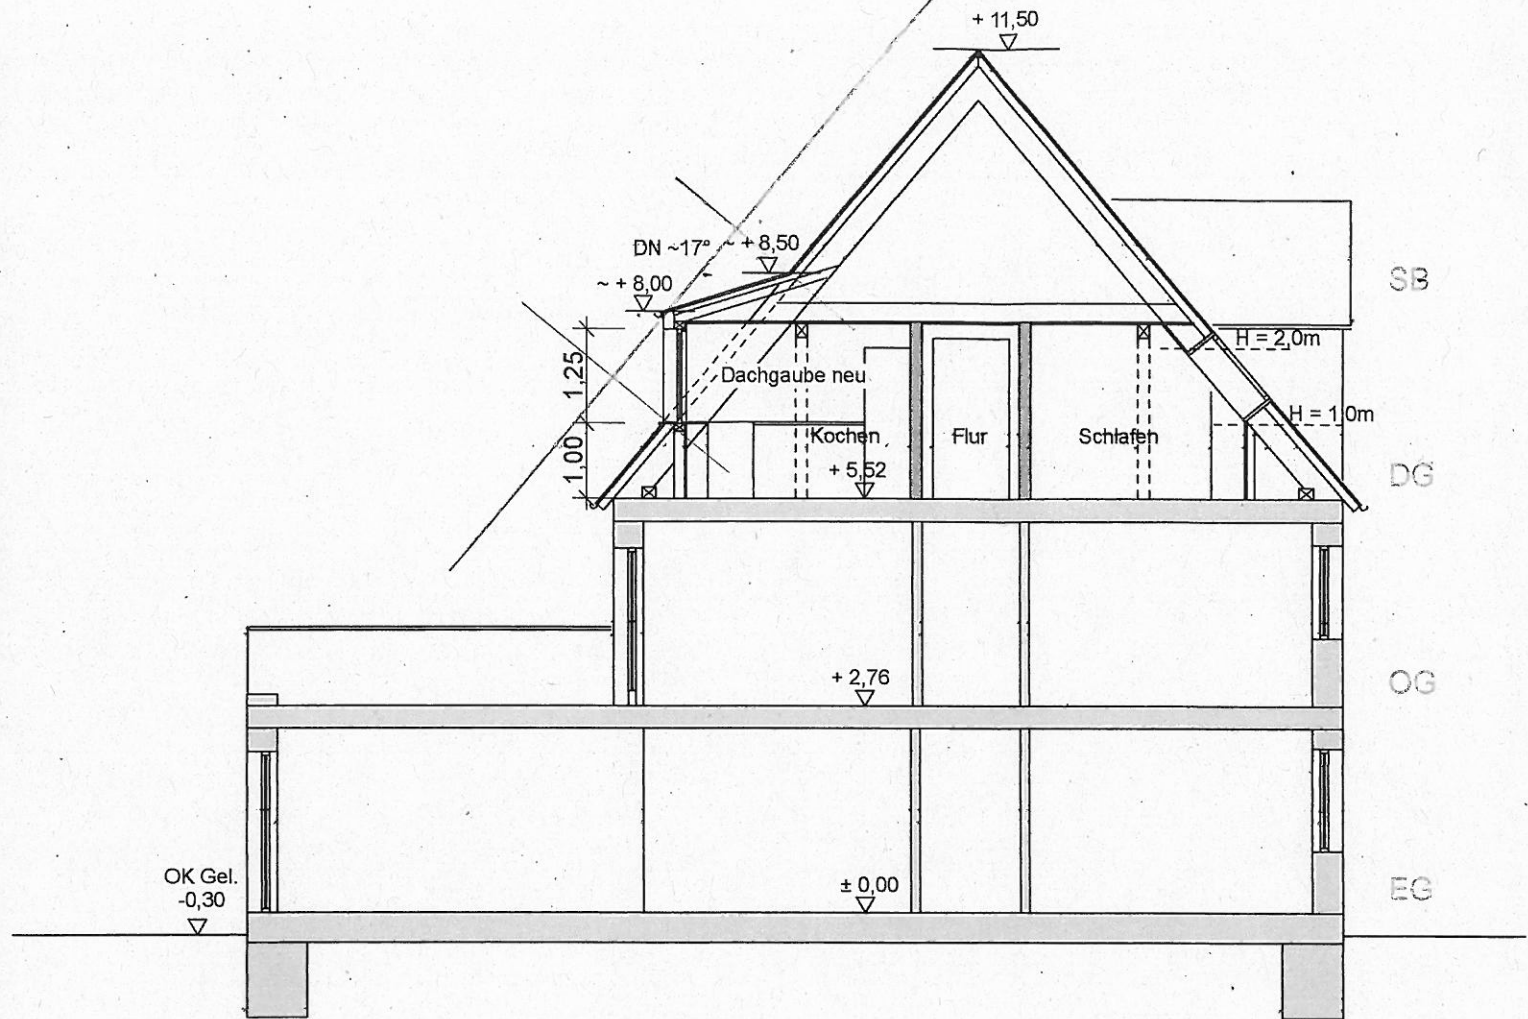 + 11,50
DN ~17° ~ + 8,50
~ + 8,00
SB
H = 2,0m
1,25
Dachgaube neu
H = 1,0m
1,00
Kochen
Flur
Schlafen
+ 5,52
DG
+ 2,76
OG
OK Gel.
-0,30
± 0,00
EG